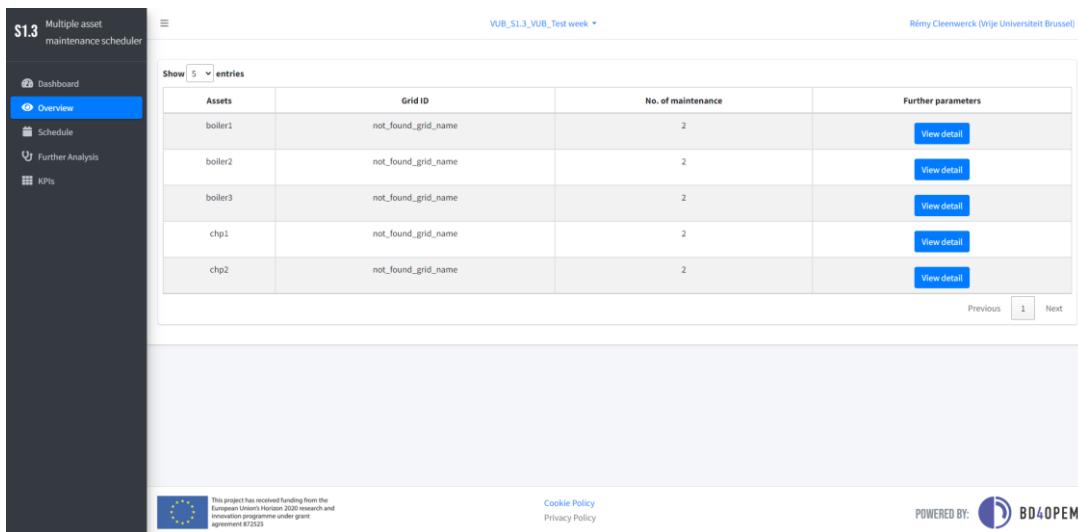 S1.3
Multiple asset
maintenance scheduler
Dashboard
Overview
Schedule
Further Analysis
KPIs
VUB_S1.3_VUB_Test week
Rémy Cleenwerck (Vrije Universiteit Brussel)
Show 5 entries
Assets Grid ID No. of maintenance Further parameters
boiler1 not_found_grid_name 2 View detail
boiler2 not_found_grid_name 2 View detail
boiler3 not_found_grid_name 2 View detail
chp1 not_found_grid_name 2 View detail
chp2 not_found_grid_name 2 View detail
Previous 1 Next
This project has received funding from the
European Union's Horizon 2020 research and
innovation programme under grant
agreement 872525
Cookie Policy
Privacy Policy
POWERED BY: BD4OPEM